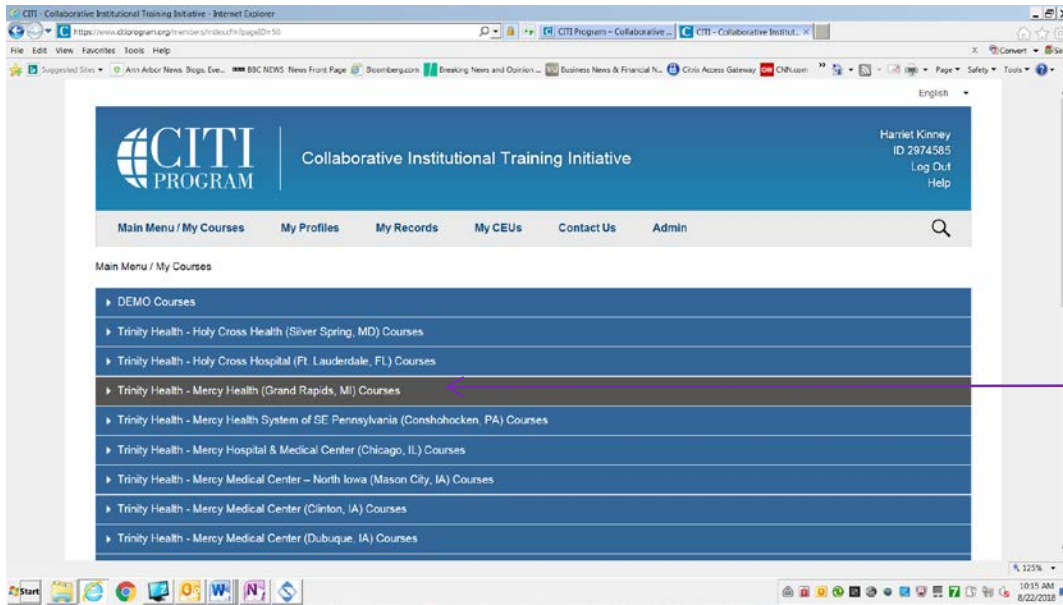 CITI - Collaborative Institutional Training Initiative - Internet Explorer
CITI Program – Collaborative ...
CITI - Collaborative Institut...
File Edit View Favorites Tools Help
Convert
Suggested Sites
Ann Arbor News, Blogs, Eve...
BBC NEWS News Front Page
Bloomberg.com
Breaking News and Opinion ...
Business News & Financial N...
Citrix Access Gateway
CNN.com
Page
Safety
Tools
English
CITI PROGRAM
Collaborative Institutional Training Initiative
Harriet Kinney
ID 2974585
Log Out
Help
Main Menu / My Courses My Profiles My Records My CEUs Contact Us Admin
Main Menu / My Courses
DEMO Courses
Trinity Health - Holy Cross Health (Silver Spring, MD) Courses
Trinity Health - Holy Cross Hospital (Ft. Lauderdale, FL) Courses
Trinity Health - Mercy Health (Grand Rapids, MI) Courses
Trinity Health - Mercy Health System of SE Pennsylvania (Conshohocken, PA) Courses
Trinity Health - Mercy Hospital & Medical Center (Chicago, IL) Courses
Trinity Health - Mercy Medical Center – North Iowa (Mason City, IA) Courses
Trinity Health - Mercy Medical Center (Clinton, IA) Courses
Trinity Health - Mercy Medical Center (Dubuque, IA) Courses
125%
Start
10:15 AM
8/22/2018